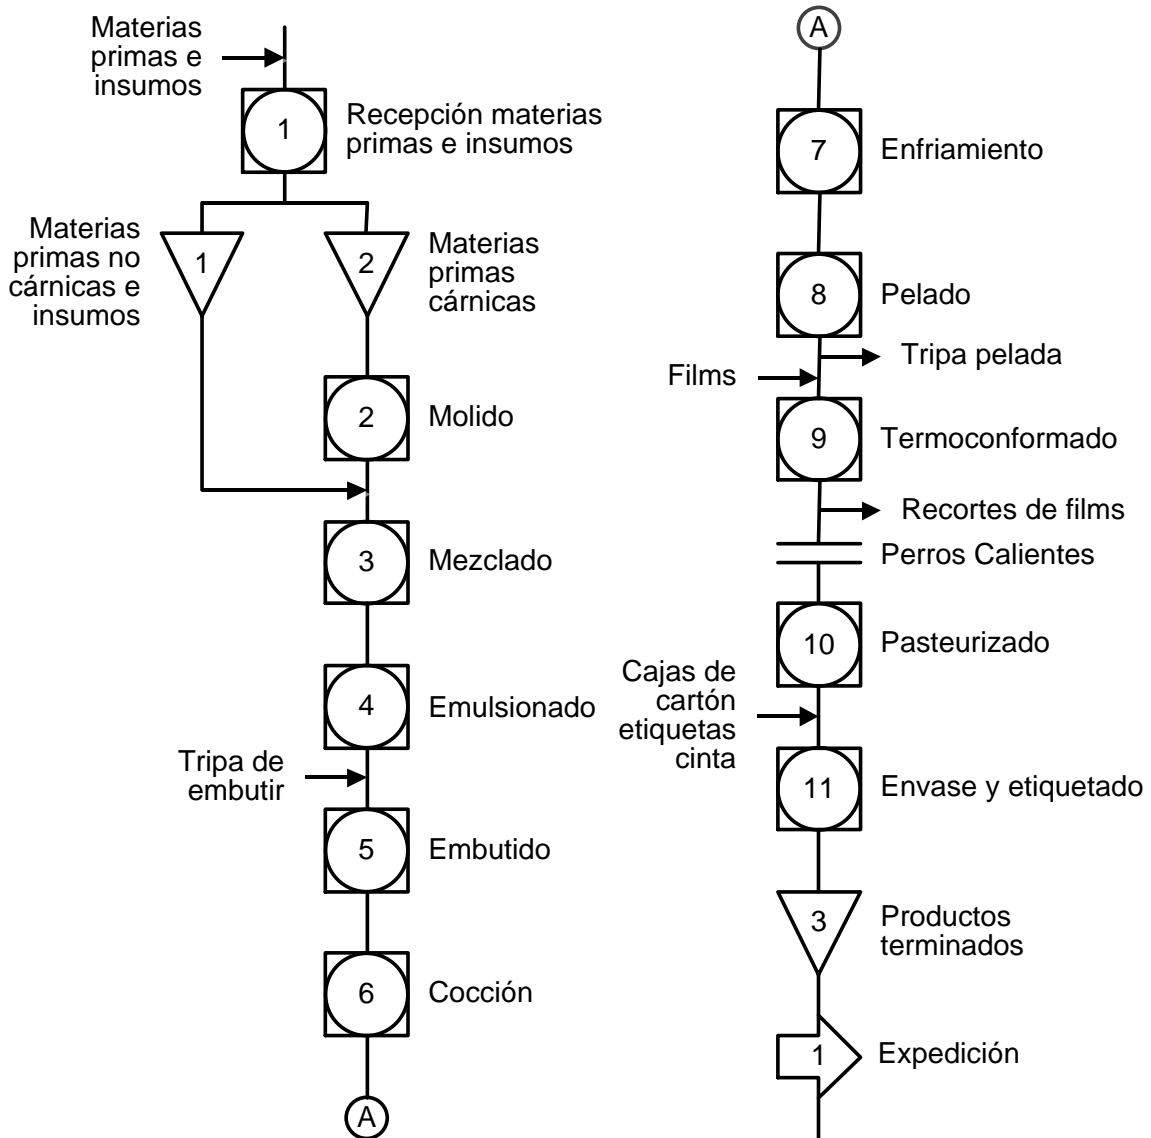 Materias
primas e
insumos
1
Recepción materias
primas e insumos
Materias
primas no
cárnicas e
insumos
1
2
Materias
primas
cárnicas
2
Molido
3
Mezclado
4
Emulsionado
Tripa de
embutir
5
Embutido
6
Cocción
A
A
7
Enfriamiento
8
Pelado
Tripa pelada
Films
9
Termoconformado
Recortes de films
Perros Calientes
10
Pasteurizado
Cajas de
cartón
etiquetas
cinta
11
Envase y etiquetado
3
Productos
terminados
1
Expedición